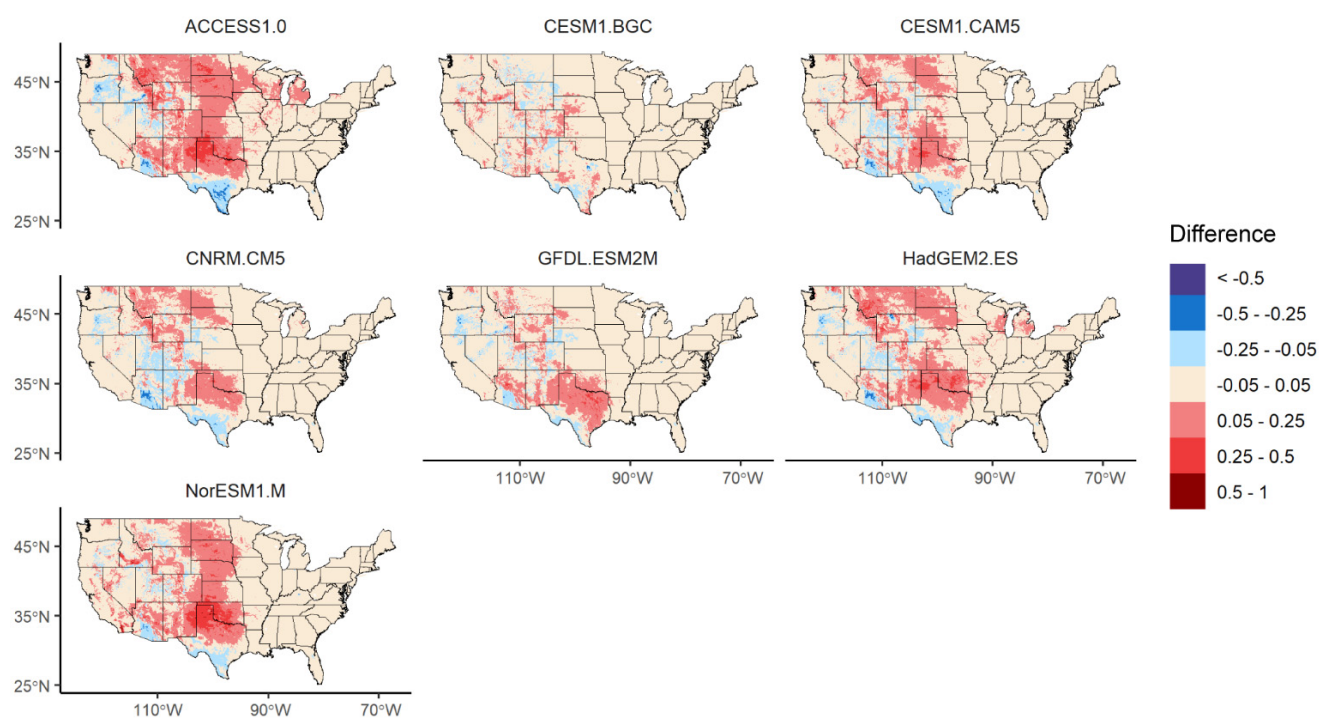 ACCESS1.0 CESM1.BGC CESM1.CAM5
45°N
35°N
25°N
CNRM.CM5 GFDL.ESM2M HadGEM2.ES
45°N
35°N
25°N
110°W 90°W 70°W 110°W 90°W 70°W
NorESM1.M
45°N
35°N
25°N
110°W 90°W 70°W
Difference
< -0.5
-0.5 - -0.25
-0.25 - -0.05
-0.05 - 0.05
0.05 - 0.25
0.25 - 0.5
0.5 - 1